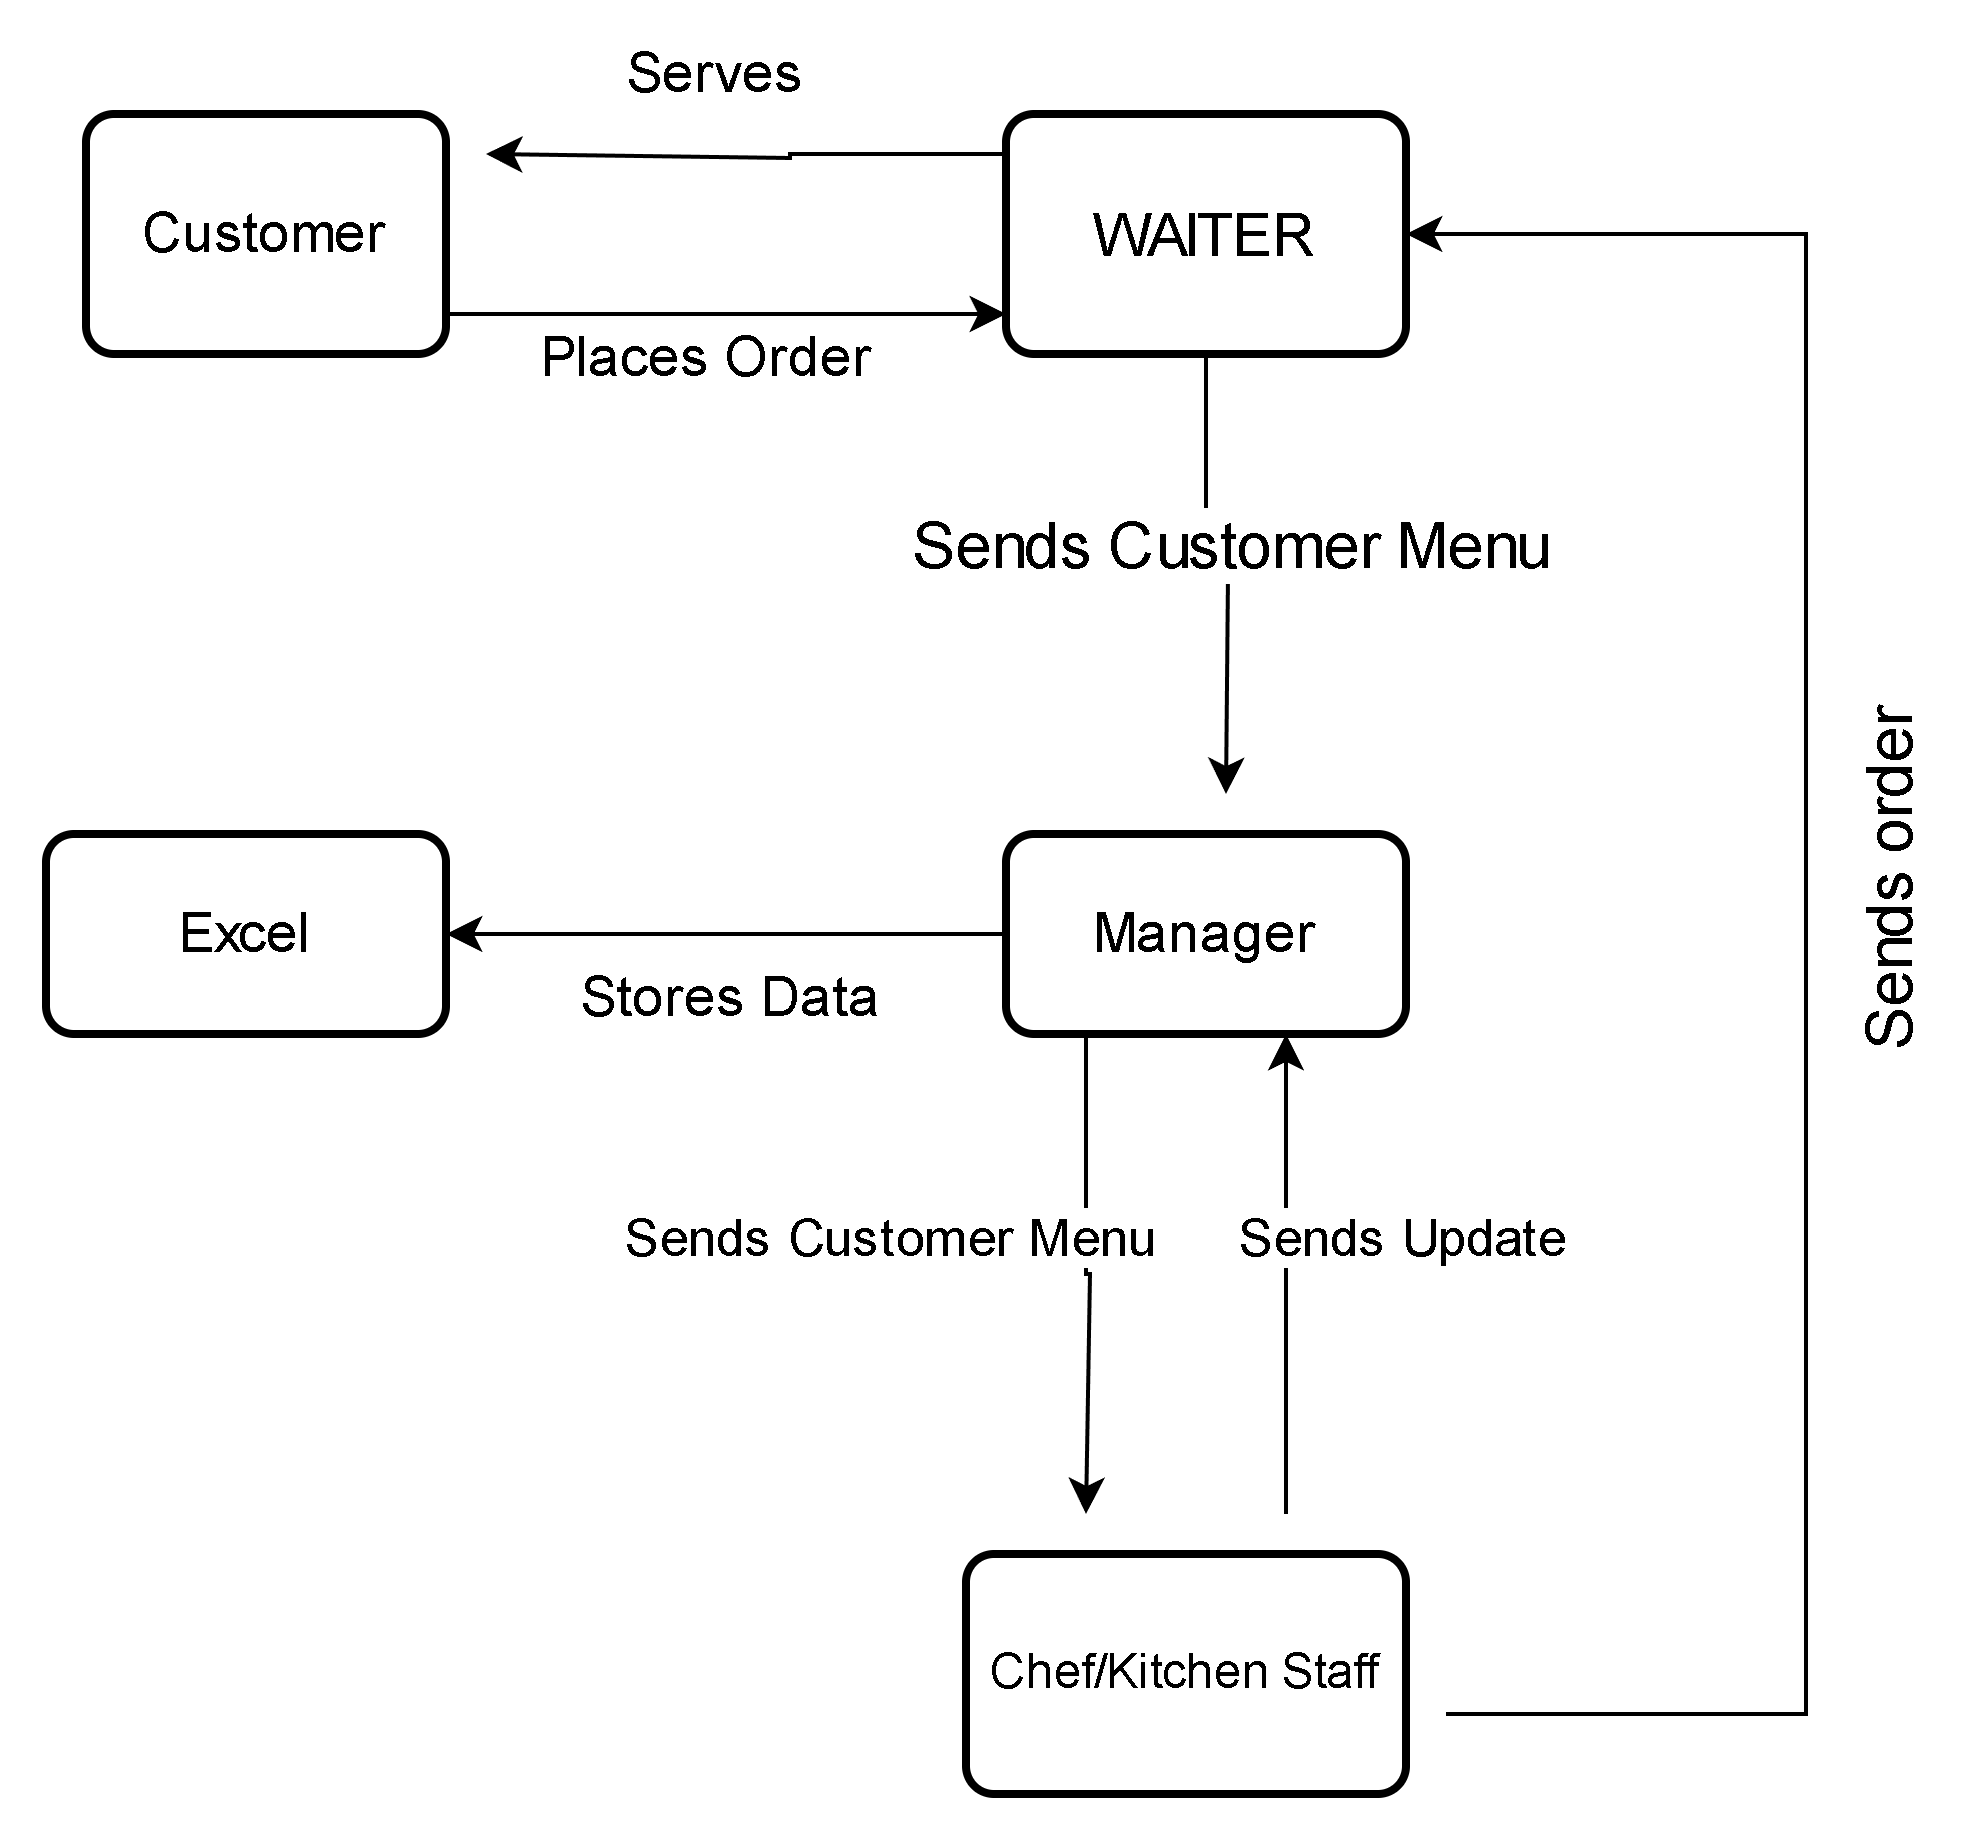 Serves
Customer
WAITER
Places Order
Sends Customer Menu
Sends order
Excel
Manager
Stores Data
Sends Customer Menu
Sends Update
Chef/Kitchen Staff